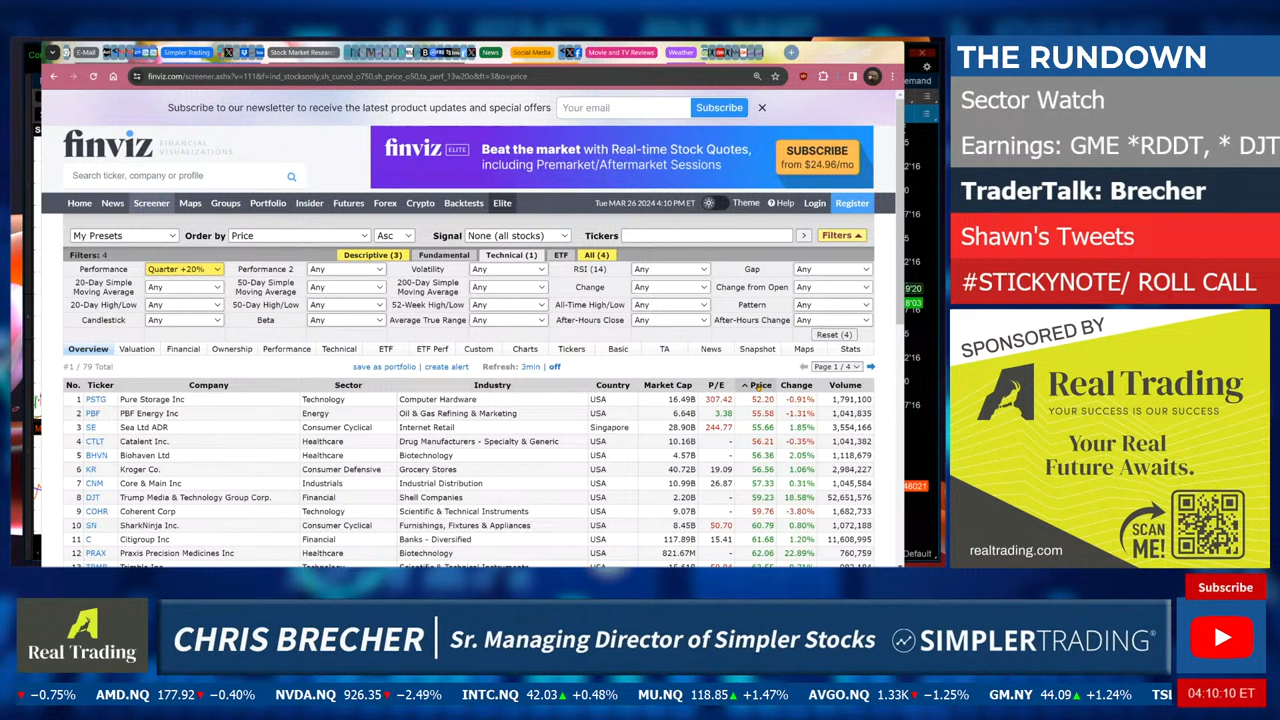 E-Mail
Simpler Trading
Stock Market Resear
News
Social Media
Movie and TV Reviews
Weather
finviz.com/screener.ashx?v=111&f=ind_stocksonly,sh_curvol_o750,sh_price_o50,ta_perf_13w20o&ft=3&o=price
Subscribe to our newsletter to receive the latest product updates and special offers
Your email
Subscribe
finviz FINANCIAL VISUALIZATIONS
Search ticker, company or profile
finviz ELITE
Beat the market with Real-time Stock Quotes,
including Premarket/Aftermarket Sessions
SUBSCRIBE
from $24.96/mo
Home News Screener Maps Groups Portfolio Insider Futures Forex Crypto Backtests Elite
Tue MAR 26 2024 4:10 PM ET Theme Help Login Register
My Presets Order by Price Asc Signal None (all stocks) Tickers Filters
Filters: 4 Descriptive (3) Fundamental Technical (1) ETF All (4)
Performance Quarter +20% Performance 2 Any Volatility Any RSI (14) Any Gap Any
20-Day Simple Moving Average Any 50-Day Simple Moving Average Any 200-Day Simple Moving Average Any Change Any Change from Open Any
20-Day High/Low Any 50-Day High/Low Any 52-Week High/Low Any All-Time High/Low Any Pattern Any
Candlestick Any Beta Any Average True Range Any After-Hours Close Any After-Hours Change Any
Reset (4)
Overview Valuation Financial Ownership Performance Technical ETF ETF Perf Custom Charts Tickers Basic TA News Snapshot Maps Stats
#1 / 79 Total save as portfolio | create alert Refresh: 3min | off Page 1 / 4
No. Ticker Company Sector Industry Country Market Cap P/E Price Change Volume
1 PSTG Pure Storage Inc Technology Computer Hardware USA 16.49B 307.42 52.20 -0.91% 1,791,100
2 PBF PBF Energy Inc Energy Oil & Gas Refining & Marketing USA 6.64B 3.38 55.58 -1.31% 1,041,835
3 SE Sea Ltd ADR Consumer Cyclical Internet Retail Singapore 28.90B 244.77 55.66 1.85% 3,554,166
4 CTLT Catalent Inc. Healthcare Drug Manufacturers - Specialty & Generic USA 10.16B - 56.21 -0.35% 1,041,382
5 BHVN Biohaven Ltd Healthcare Biotechnology USA 4.57B - 56.36 2.05% 1,118,679
6 KR Kroger Co. Consumer Defensive Grocery Stores USA 40.72B 19.09 56.56 1.06% 2,984,227
7 CNM Core & Main Inc Industrials Industrial Distribution USA 10.99B 26.87 57.33 0.31% 1,045,584
8 DJT Trump Media & Technology Group Corp. Financial Shell Companies USA 2.20B - 59.23 18.58% 52,651,576
9 COHR Coherent Corp Technology Scientific & Technical Instruments USA 9.07B - 59.76 -3.80% 1,682,733
10 SN SharkNinja Inc. Consumer Cyclical Furnishings, Fixtures & Appliances USA 8.45B 50.70 60.79 0.80% 1,072,188
11 C Citigroup Inc Financial Banks - Diversified USA 117.89B 15.41 61.68 1.20% 11,608,995
12 PRAX Praxis Precision Medicines Inc Healthcare Biotechnology USA 821.67M - 62.06 22.89% 760,759
THE RUNDOWN
Sector Watch
Earnings: GME *RDDT, * DJT
TraderTalk: Brecher
Shawn's Tweets
#STICKYNOTE/ ROLL CALL
SPONSORED BY
Real Trading
YOUR SUCCESS IS OUR SUCCESS
Your Real
Future Awaits.
SCAN
ME!
realtrading.com
Subscribe
Real Trading
CHRIS BRECHER | Sr. Managing Director of Simpler Stocks SIMPLERTRADING®
−0.75% AMD.NQ 177.92 −0.40% NVDA.NQ 926.35 −2.49% INTC.NQ 42.03 +0.48% MU.NQ 118.85 +1.47% AVGO.NQ 1.33K −1.25% GM.NY 44.09 +1.24% TSL
04:10:10 ET